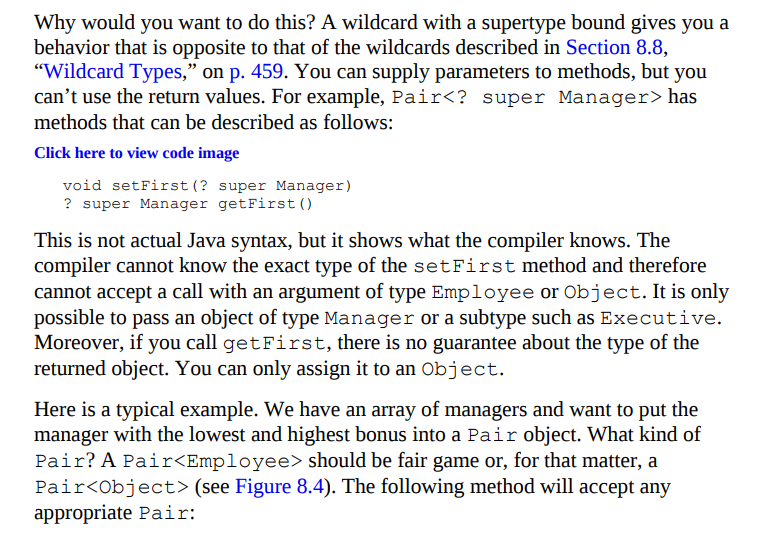 Why would you want to do this? A wildcard with a supertype bound gives you a
behavior that is opposite to that of the wildcards described in Section 8.8,
“Wildcard Types,” on p. 459. You can supply parameters to methods, but you
can’t use the return values. For example, Pair<? super Manager> has
methods that can be described as follows:
Click here to view code image
void setFirst(? super Manager)
? super Manager getFirst()
This is not actual Java syntax, but it shows what the compiler knows. The
compiler cannot know the exact type of the setFirst method and therefore
cannot accept a call with an argument of type Employee or Object. It is only
possible to pass an object of type Manager or a subtype such as Executive.
Moreover, if you call getFirst, there is no guarantee about the type of the
returned object. You can only assign it to an Object.
Here is a typical example. We have an array of managers and want to put the
manager with the lowest and highest bonus into a Pair object. What kind of
Pair? A Pair<Employee> should be fair game or, for that matter, a
Pair<Object> (see Figure 8.4). The following method will accept any
appropriate Pair: